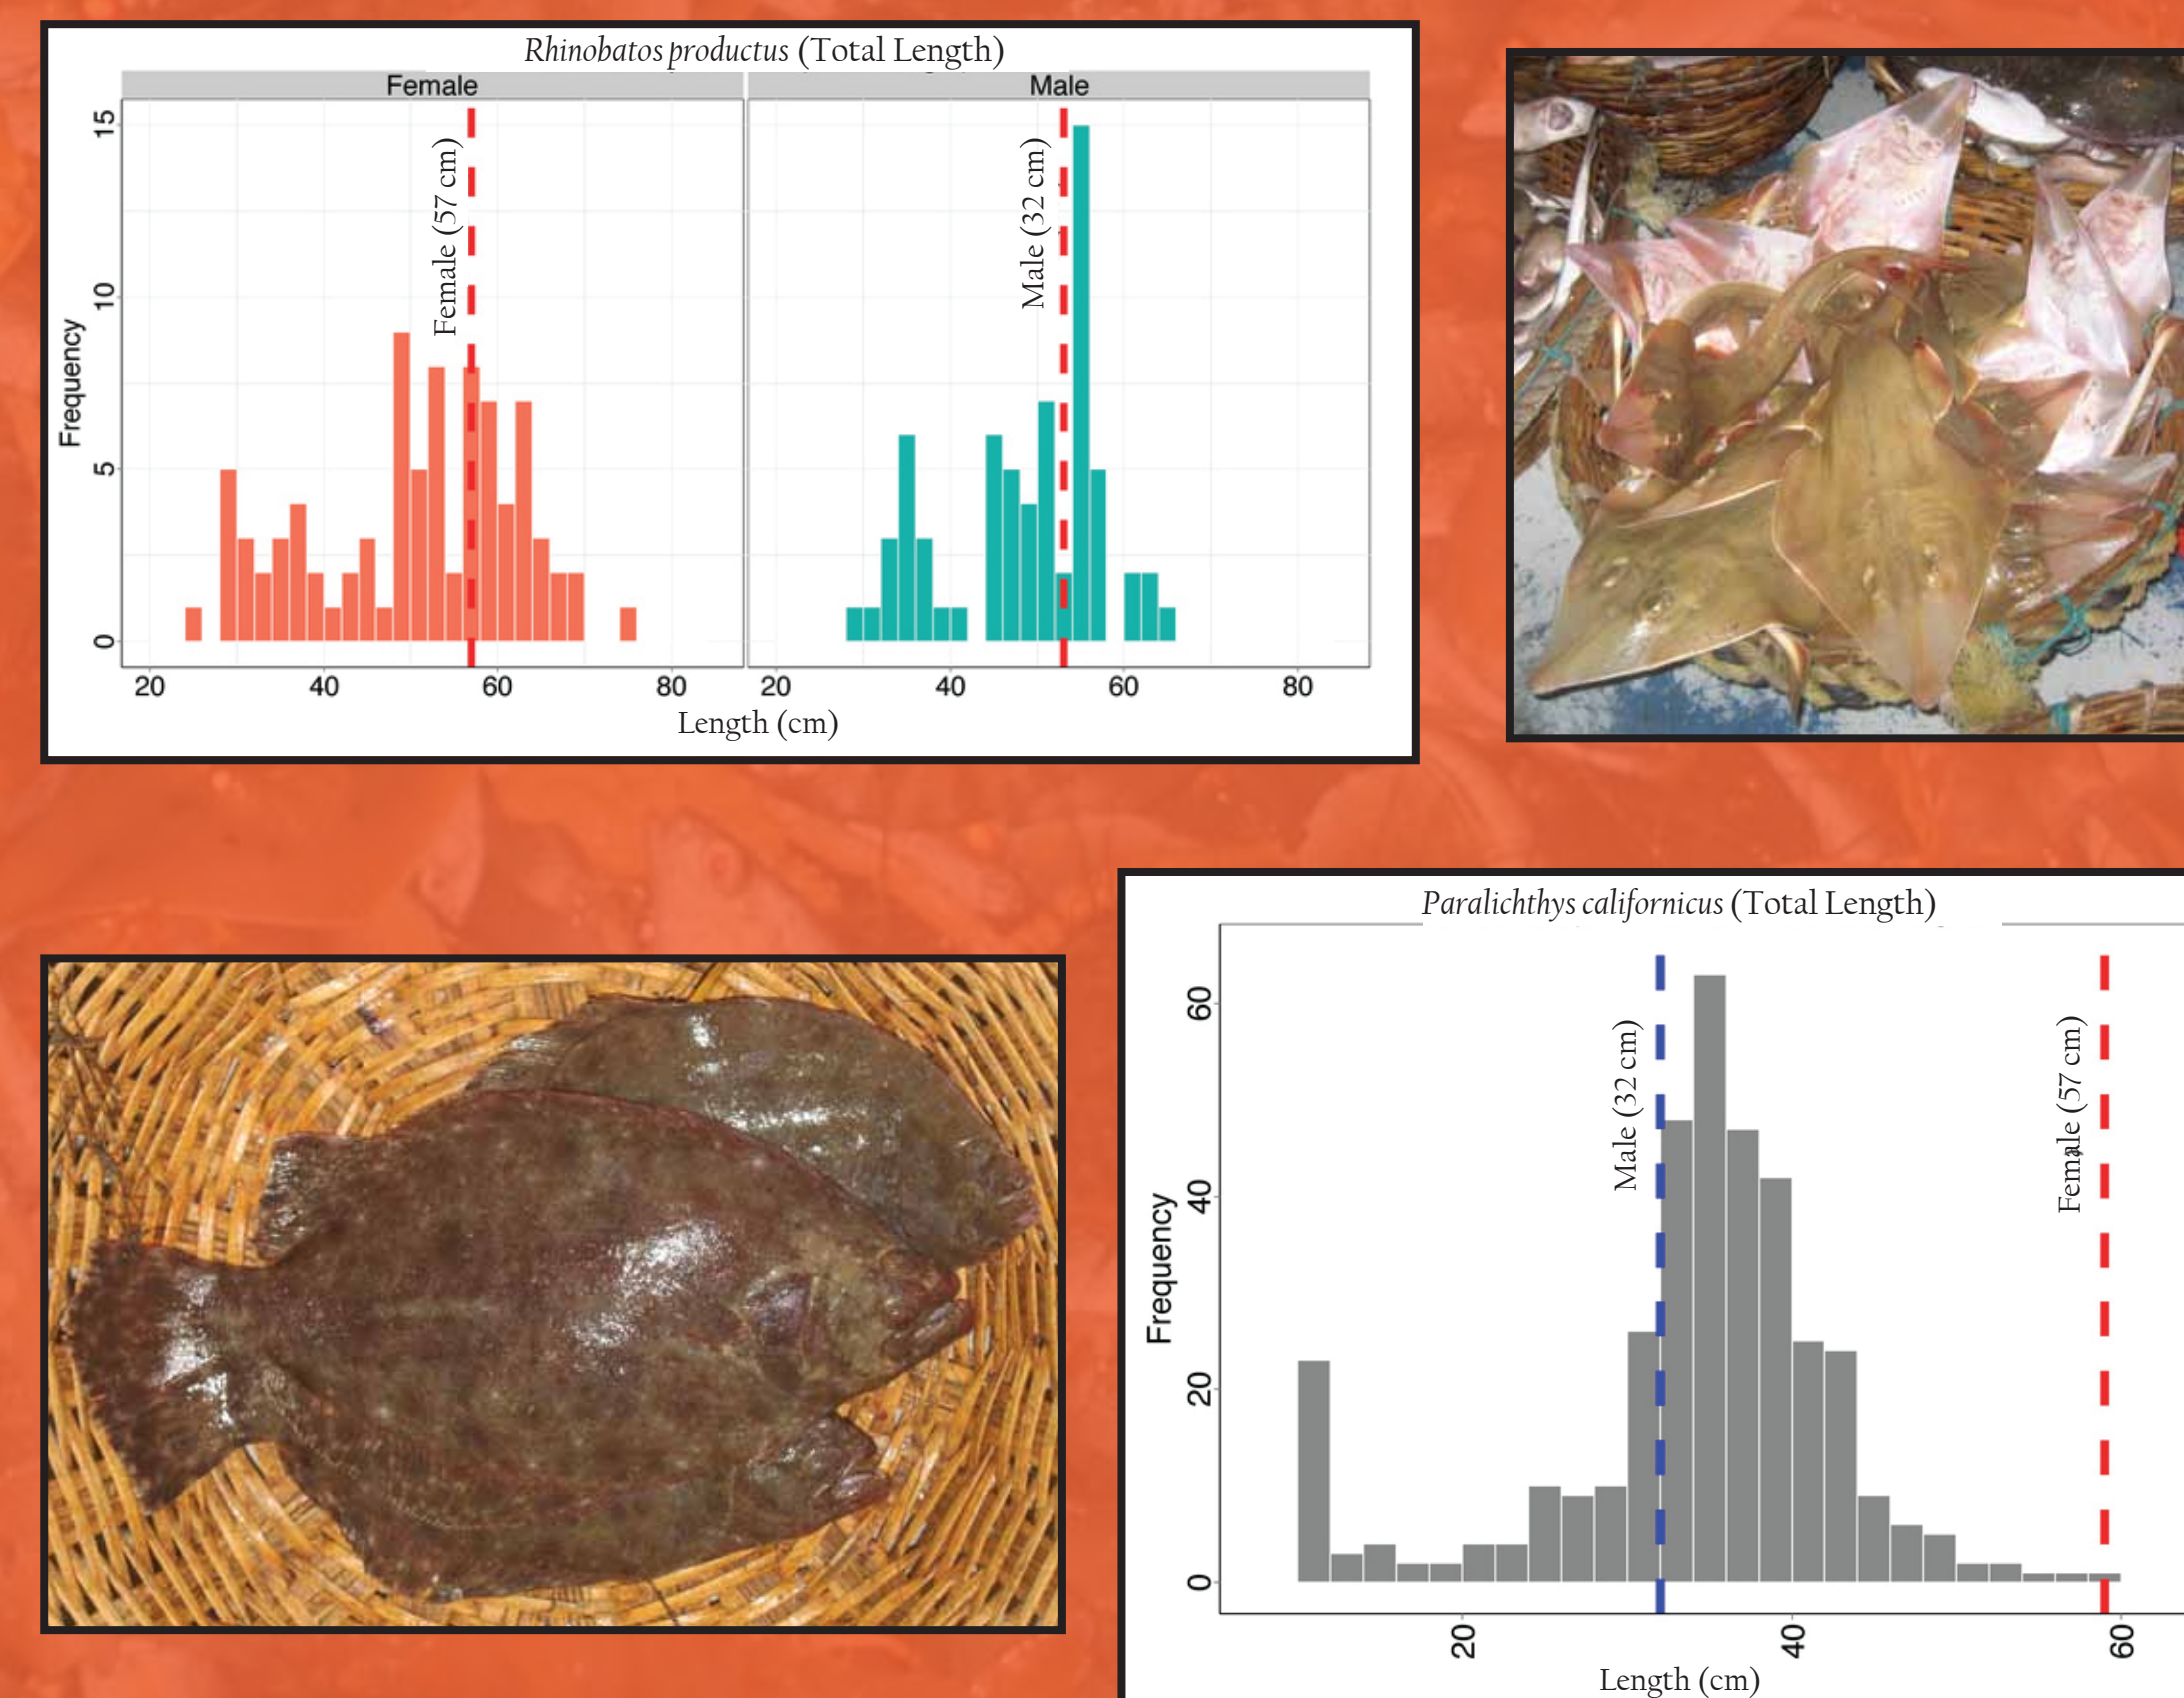 Rhinobatos productus (Total Length)
Female
Male
Frequency
15
10
5
0
Female (57 cm)
Male (32 cm)
20 40 60 80
20 40 60 80
Length (cm)
Paralichthys californicus (Total Length)
Frequency
60
40
20
0
Male (32 cm)
Female (57 cm)
20 40 60
Length (cm)